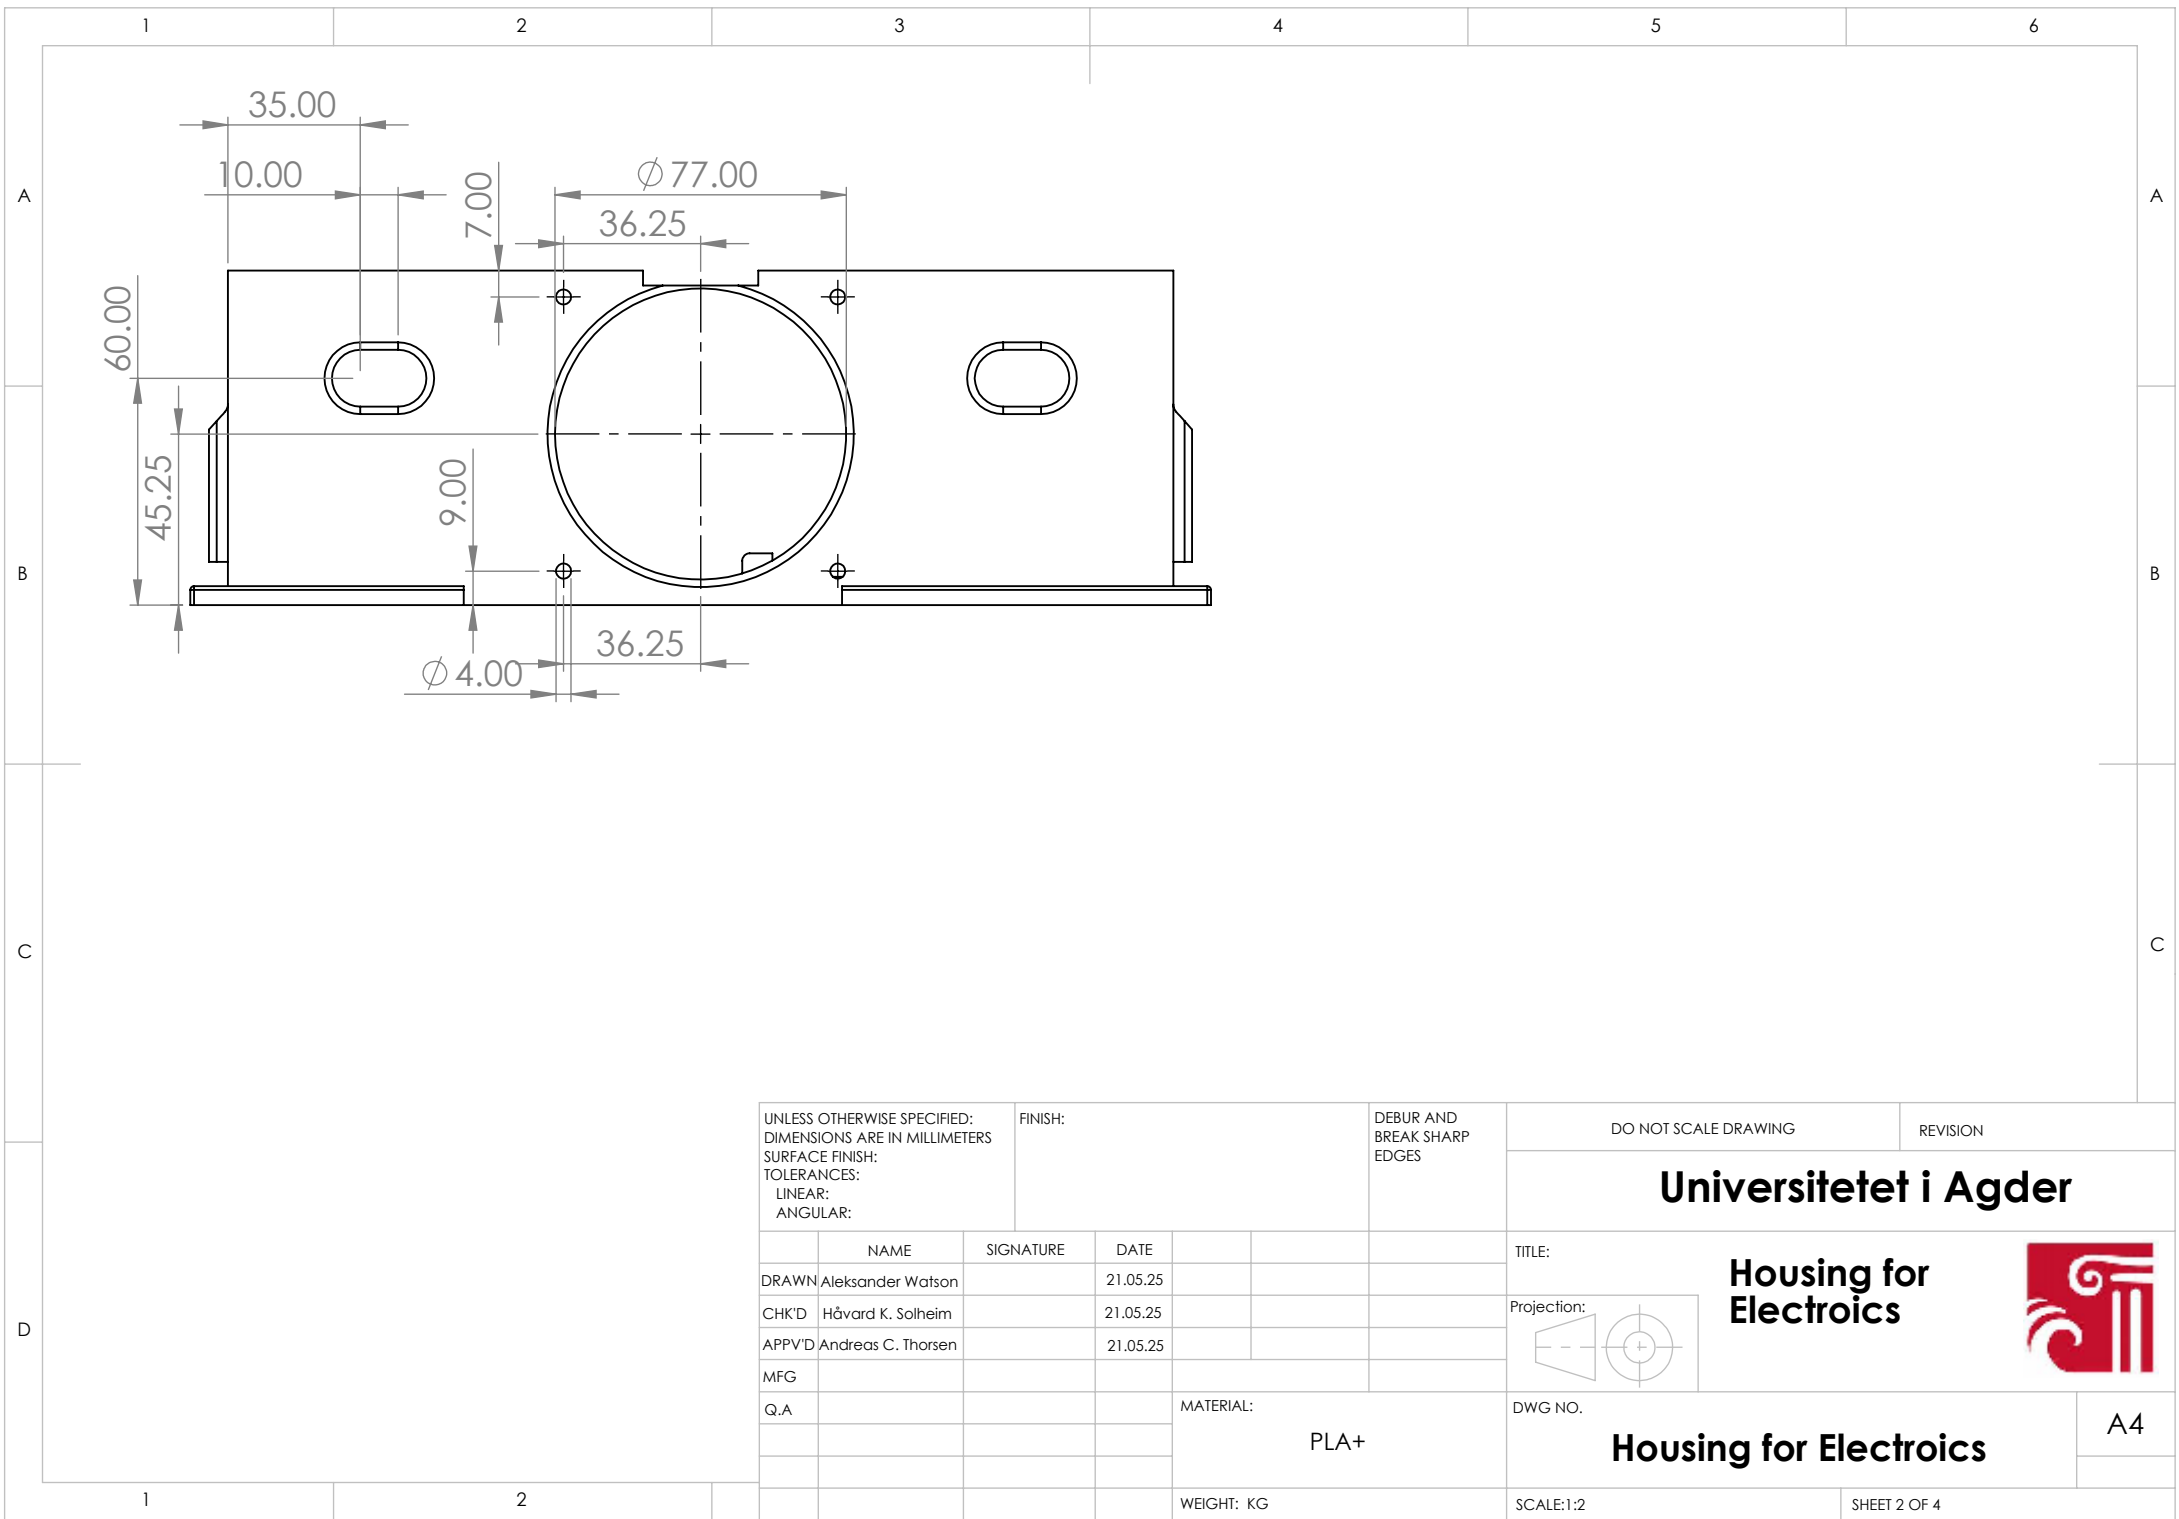 1 2 3 4 5 6
35.00
10.00
7.00
∅ 77.00
36.25
A A
60.00
45.25
9.00
B B
36.25
∅ 4.00
C C
UNLESS OTHERWISE SPECIFIED:
DIMENSIONS ARE IN MILLIMETERS
SURFACE FINISH:
TOLERANCES:
LINEAR:
ANGULAR:
FINISH:
DEBUR AND
BREAK SHARP
EDGES
DO NOT SCALE DRAWING
REVISION
Universitetet i Agder
NAME SIGNATURE DATE
DRAWN Aleksander Watson 21.05.25
CHK'D Håvard K. Solheim 21.05.25
APPV'D Andreas C. Thorsen 21.05.25
MFG
Q.A
TITLE:
Housing for
Electroics
Projection:
D
MATERIAL:
PLA+
DWG NO.
Housing for Electroics
A4
WEIGHT: KG
SCALE:1:2
SHEET 2 OF 4
1 2